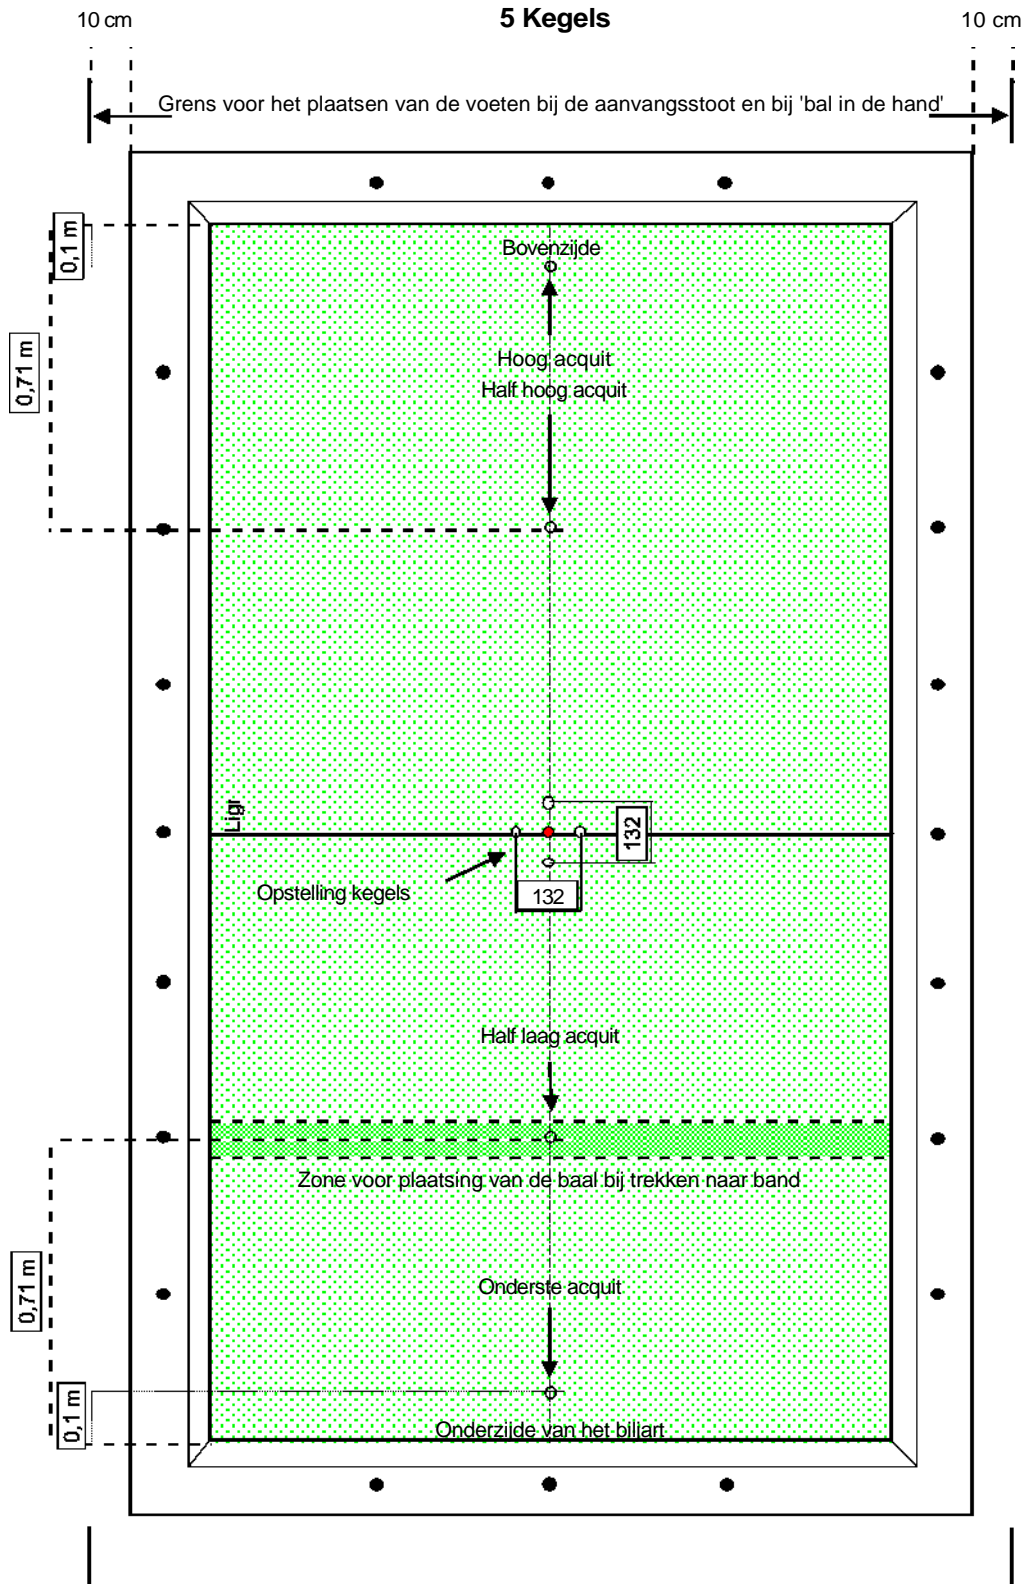 5 Kegels
10 cm
10 cm
Grens voor het plaatsen van de voeten bij de aanvangsstoot en bij 'bal in de hand'
0,1 m
Bovenzijde
0,71 m
Hoog acquit
Half hoog acquit
Ligr
132
Opstelling kegels
132
Half laag acquit
Zone voor plaatsing van de baal bij trekken naar band
0,71 m
Onderste acquit
0,1 m
Onderzijde van het biljart